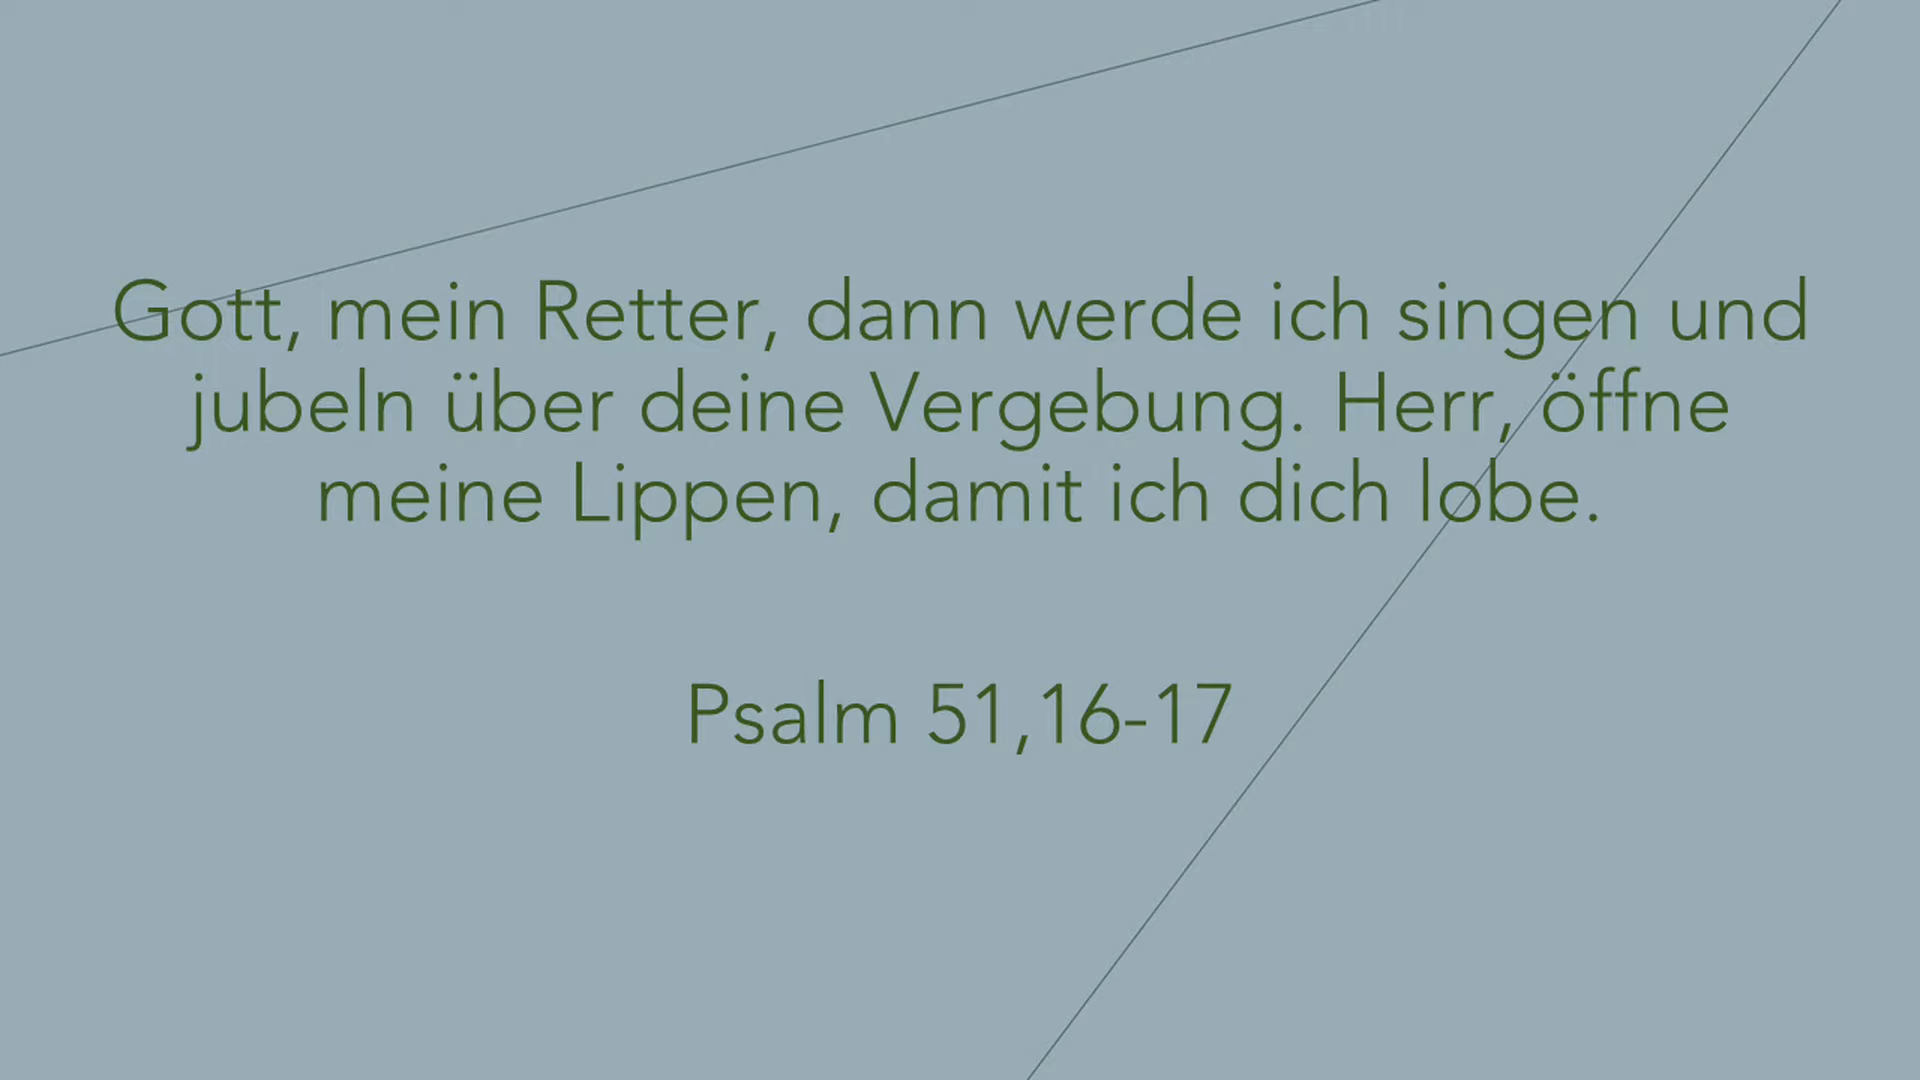 Gott, mein Retter, dann werde ich singen und
jubeln über deine Vergebung. Herr, öffne
meine Lippen, damit ich dich lobe.
Psalm 51,16-17